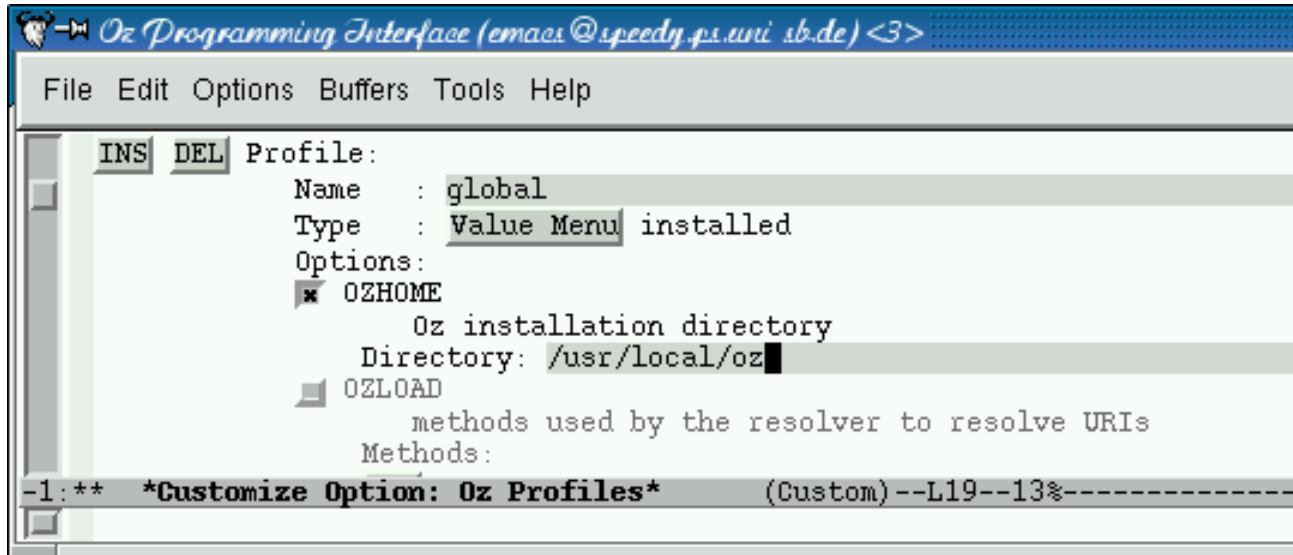 Oz Programming Interface (emacs@speedy.ps.uni sb.de) <3>
File Edit Options Buffers Tools Help
INS DEL Profile:
Name : global
Type : Value Menu installed
Options:
OZHOME
Oz installation directory
Directory: /usr/local/oz
OZLOAD
methods used by the resolver to resolve URIs
Methods:
-1:** *Customize Option: Oz Profiles* (Custom)--L19--13%--------------